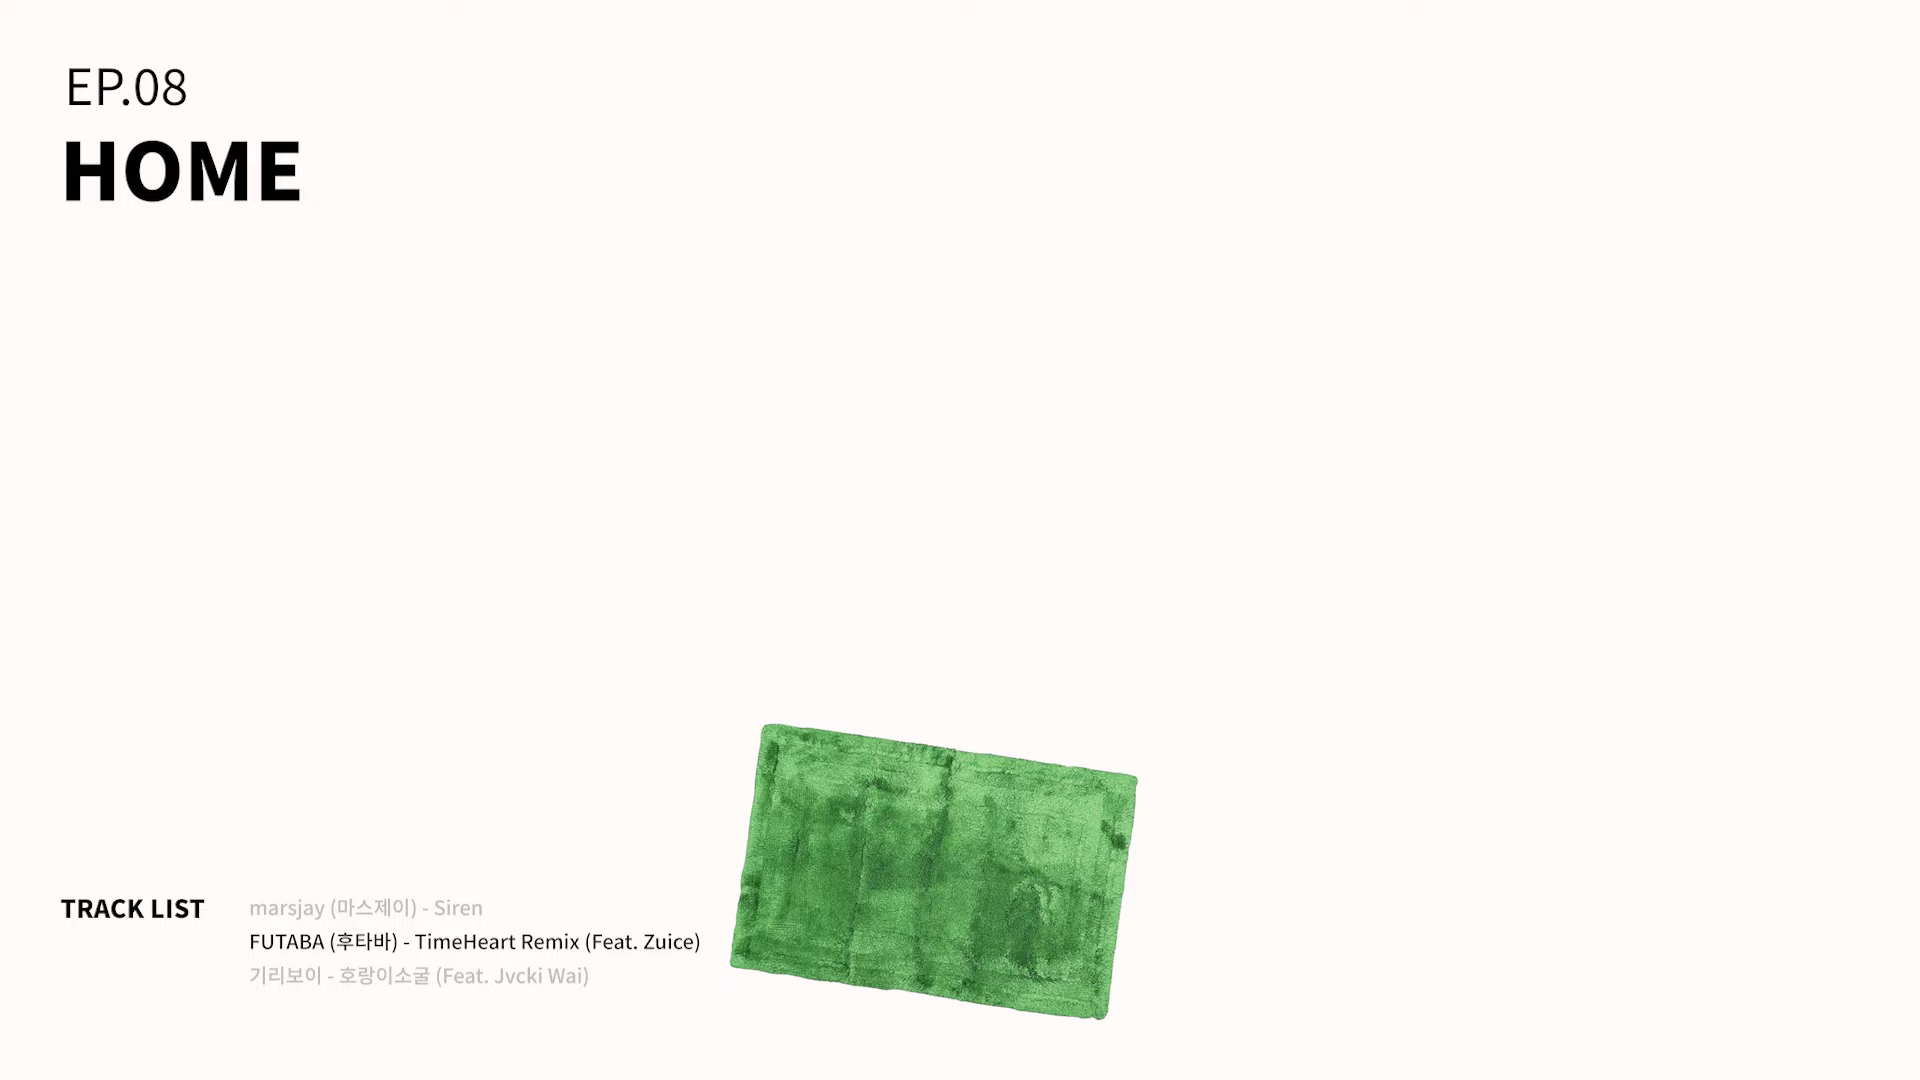 EP.08
HOME
TRACK LIST
marsjay (마스제이) - Siren
FUTABA (후타바) - TimeHeart Remix (Feat. Zuice)
기리보이 - 호랑이소굴 (Feat. Jvcki Wai)